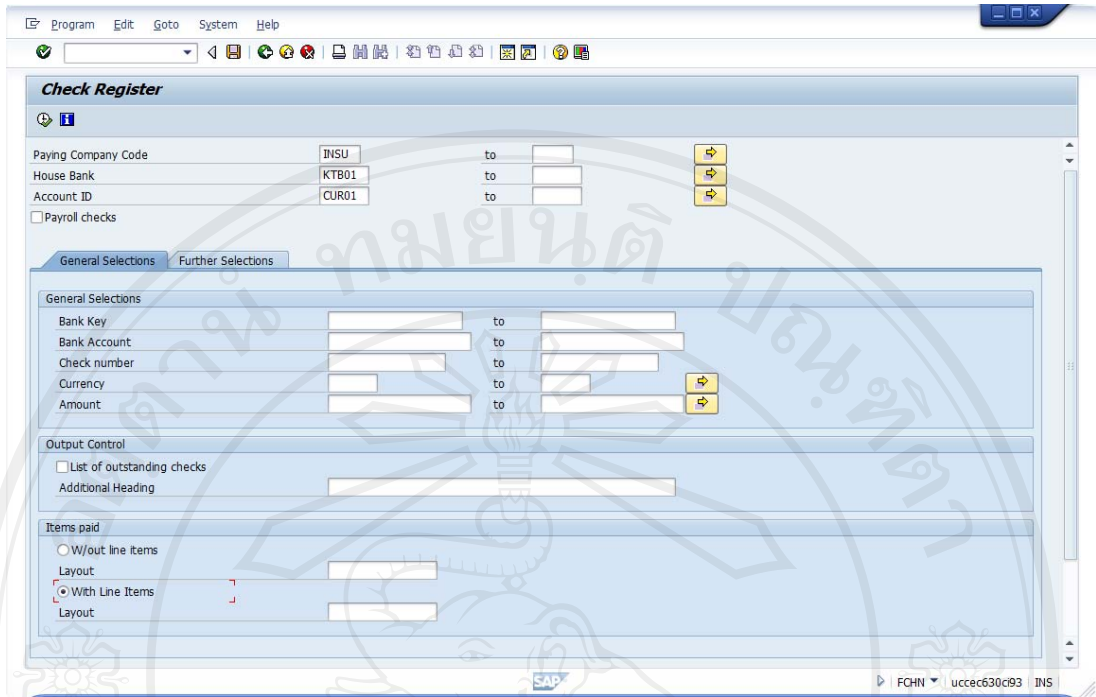 Program Edit Goto System Help
Check Register
Paying Company Code INSU to
House Bank KTB01 to
Account ID CUR01 to
Payroll checks
General Selections Further Selections
General Selections
Bank Key to
Bank Account to
Check number to
Currency to
Amount to
Output Control
List of outstanding checks
Additional Heading
Items paid
W/out line items
Layout
With Line Items
Layout
SAP FCHN uccec630ci93 INS